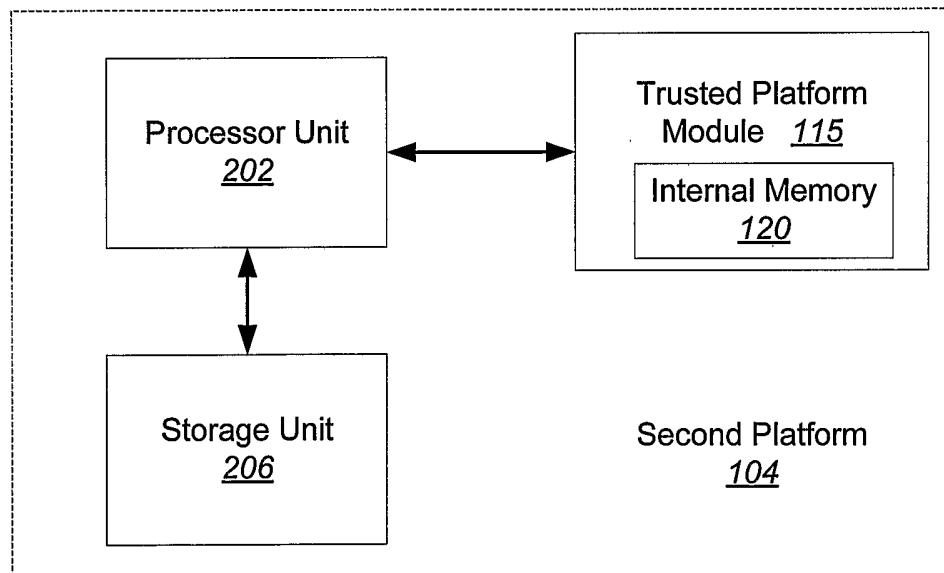 Processor Unit
202
Trusted Platform
Module 115
Internal Memory
120
Storage Unit
206
Second Platform
104